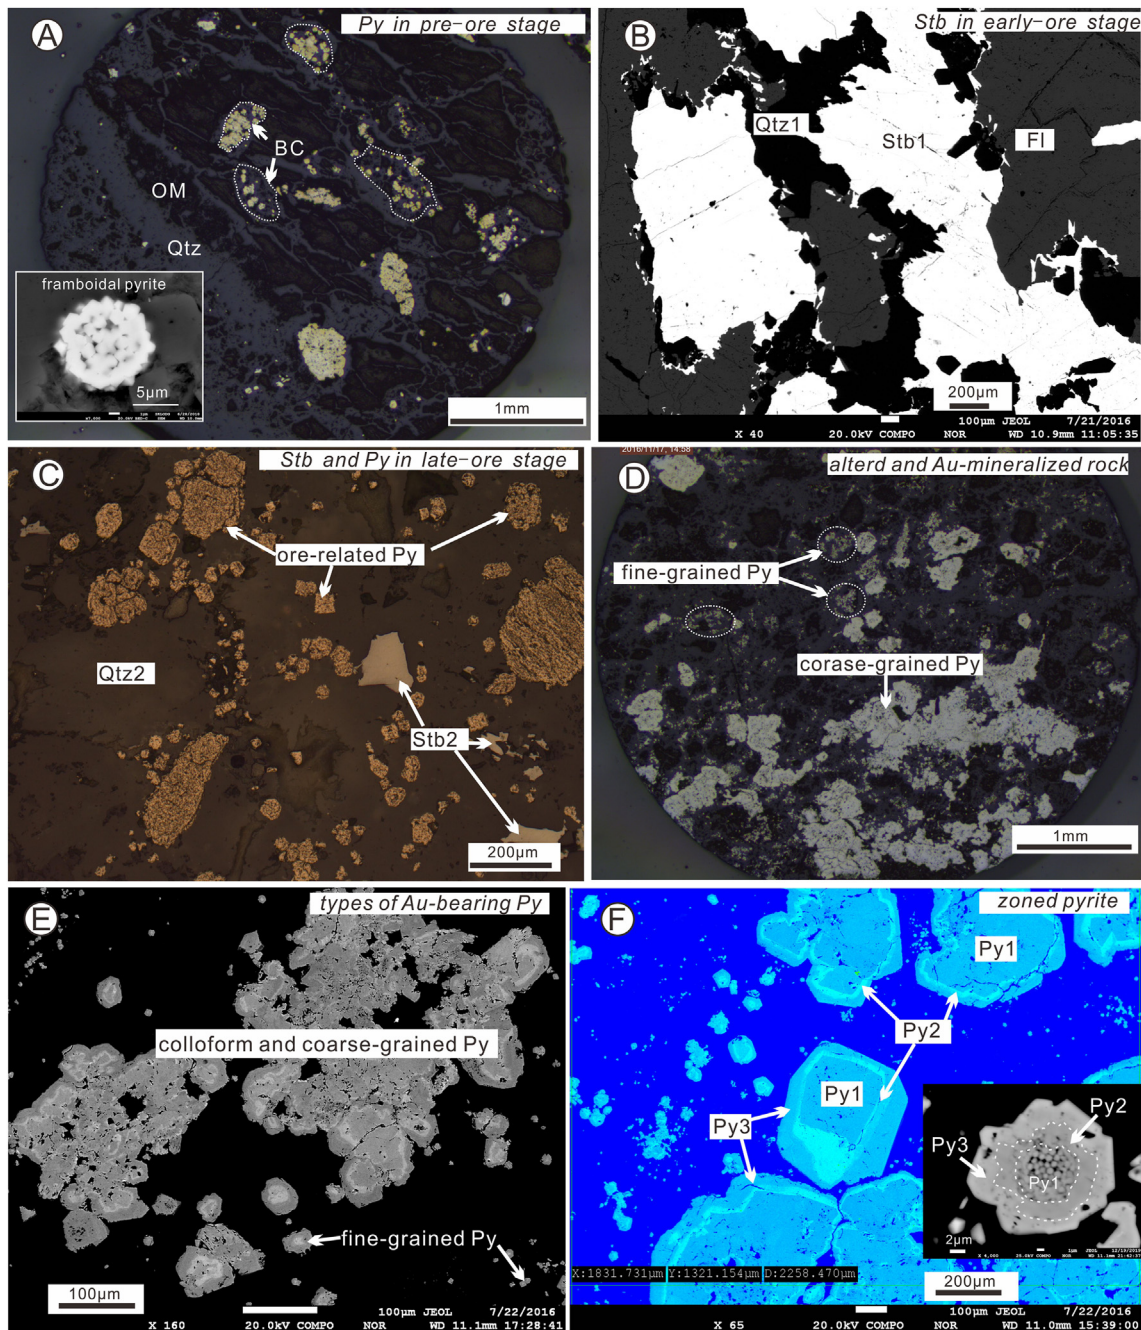 A
Py in pre-ore stage
BC
OM
Qtz
framboidal pyrite
5μm
1mm
B
Stb in early-ore stage
Qtz1
Stb1
Fl
200μm
100μm JEOL 7/21/2016
X 40 20.0kV COMPO NOR WD 10.9mm 11:05:35
C
Stb and Py in late-ore stage
ore-related Py
Qtz2
Stb2
200μm
2016/11/17, 14:58
D
alterd and Au-mineralized rock
fine-grained Py
corase-grained Py
1mm
E
types of Au-bearing Py
colloform and coarse-grained Py
fine-grained Py
100μm
100μm JEOL 7/22/2016
X 160 20.0kV COMPO NOR WD 11.1mm 17:28:41
F
zoned pyrite
Py1
Py2
Py1
Py3
Py2
Py3
Py1
2μm
X:1831.731μm Y:1321.154μm D:2258.470μm
200μm
100μm JEOL 7/22/2016
X 65 20.0kV COMPO NOR WD 11.0mm 15:39:00